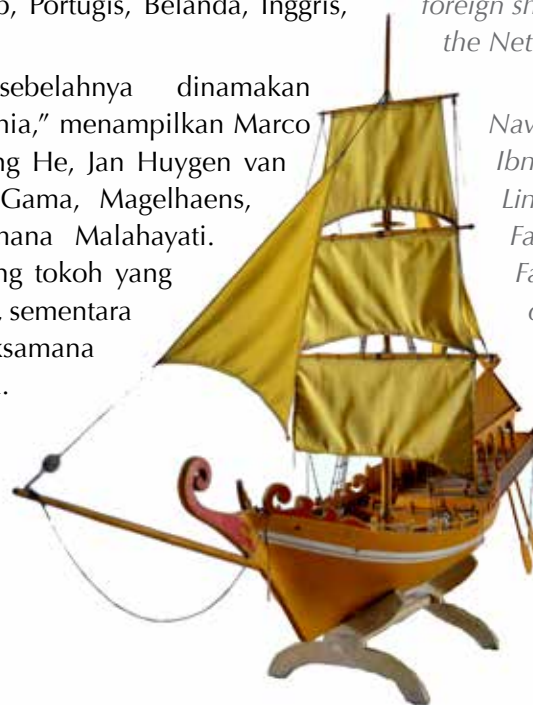 Portugis, Belanda, Inggris,
sebelahnya dinamakan
nia,” menampilkan Marco
ng He, Jan Huygen van
Gama, Magelhaens,
Malahayati.
ng tokoh yang
, sementara
ksamana
foreign sh
the Net
Nav
Ibn
Lin
Fa
Fa